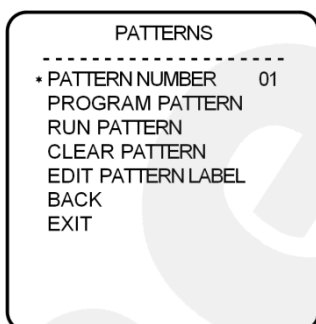 PATTERNS
- - - - - - - - - - - - - - - - - - - - - -
* PATTERN NUMBER 01
PROGRAM PATTERN
RUN PATTERN
CLEAR PATTERN
EDIT PATTERN LABEL
BACK
EXIT